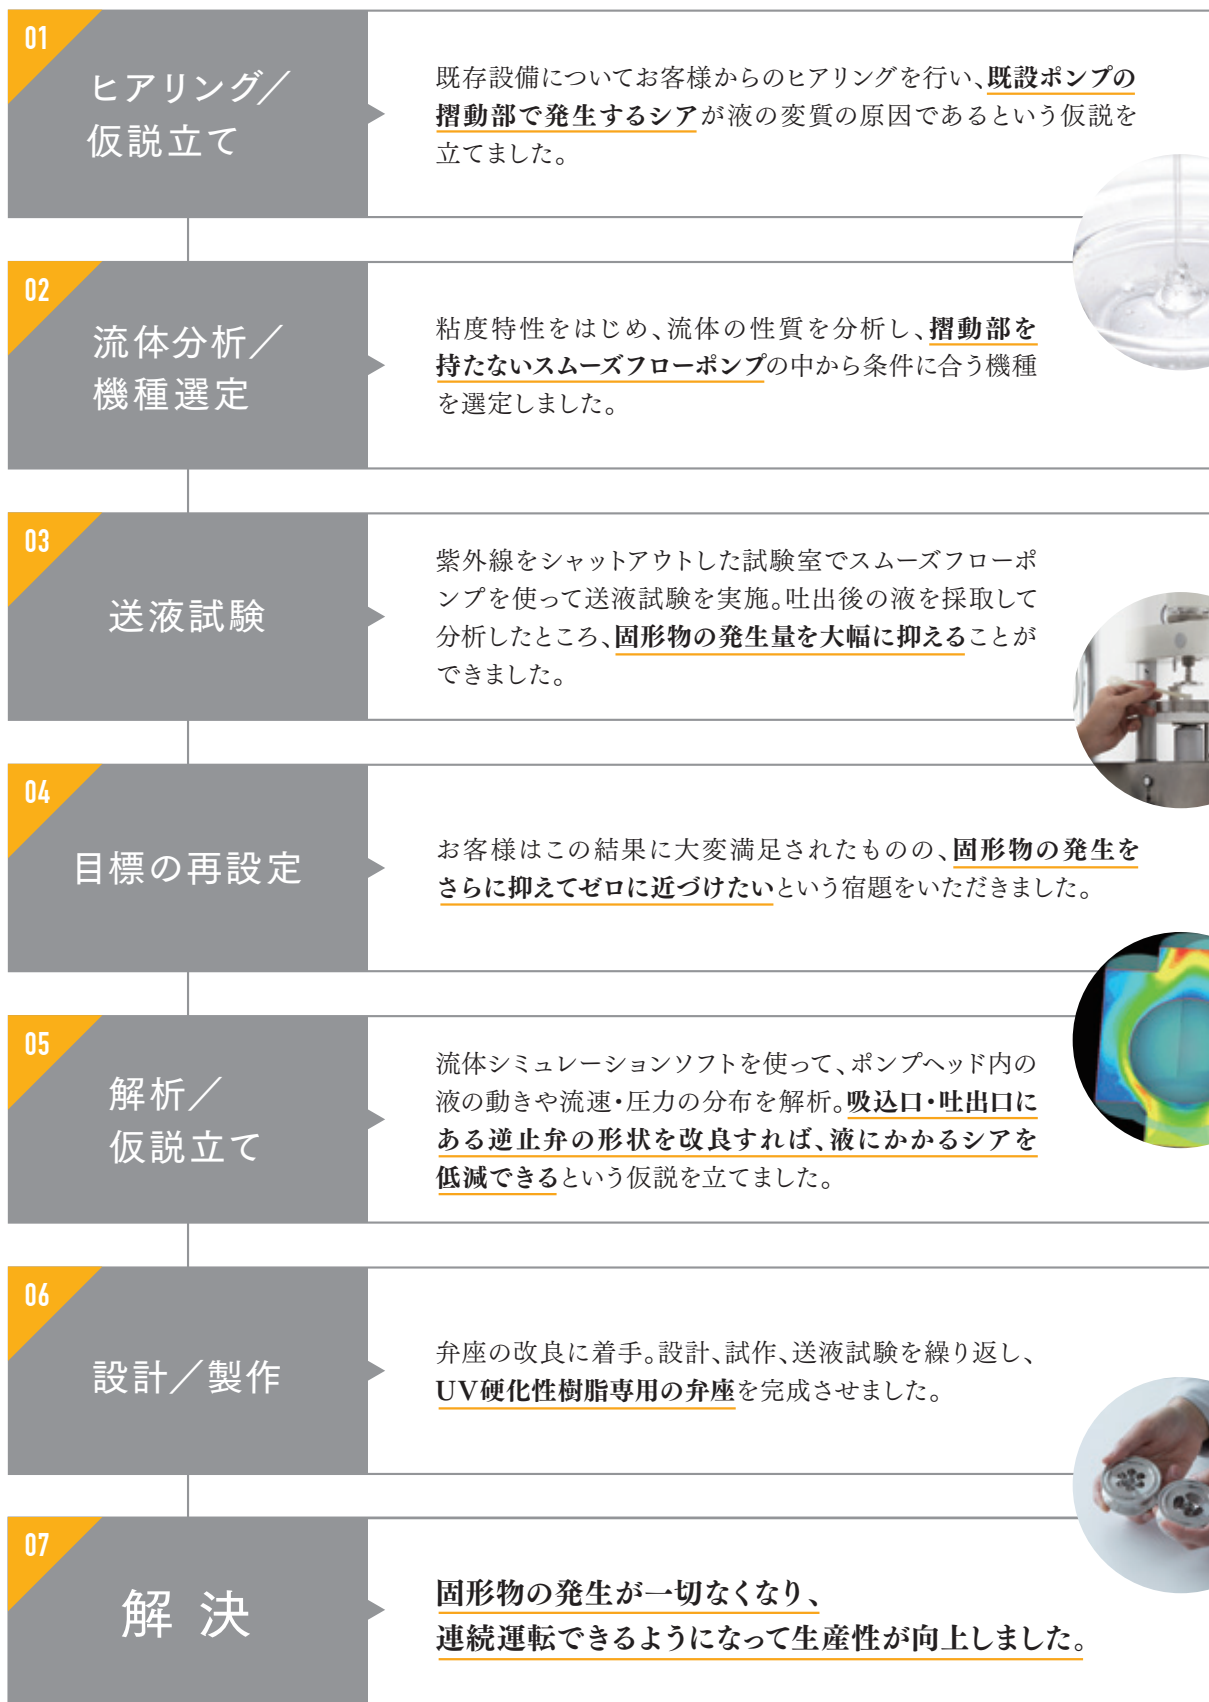 01
ヒアリング／
仮説立て
既存設備についてお客様からのヒアリングを行い、既設ポンプの
摺動部で発生するシアが液の変質の原因であるという仮説を
立てました。
02
流体分析／
機種選定
粘度特性をはじめ、流体の性質を分析し、摺動部を
持たないスムーズフローポンプの中から条件に合う機種
を選定しました。
03
送液試験
紫外線をシャットアウトした試験室でスムーズフローポ
ンプを使って送液試験を実施。吐出後の液を採取して
分析したところ、固形物の発生量を大幅に抑えることが
できました。
04
目標の再設定
お客様はこの結果に大変満足されたものの、固形物の発生を
さらに抑えてゼロに近づけたいという宿題をいただきました。
05
解析／
仮説立て
流体シミュレーションソフトを使って、ポンプヘッド内の
液の動きや流速・圧力の分布を解析。吸込口・吐出口に
ある逆止弁の形状を改良すれば、液にかかるシアを
低減できるという仮説を立てました。
06
設計／製作
弁座の改良に着手。設計、試作、送液試験を繰り返し、
UV硬化性樹脂専用の弁座を完成させました。
07
解 決
固形物の発生が一切なくなり、
連続運転できるようになって生産性が向上しました。